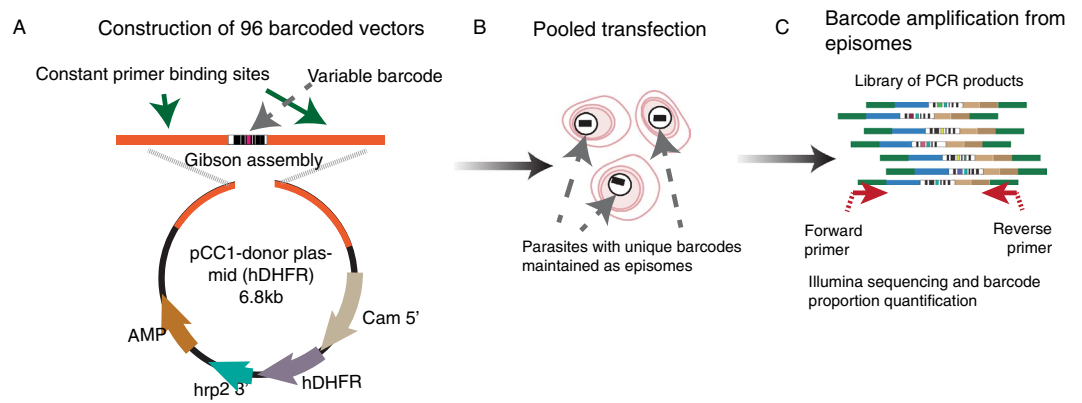 A
Construction of 96 barcoded vectors
Constant primer binding sites
Variable barcode
Gibson assembly
pCC1-donor plas-
mid (hDHFR)
6.8kb
AMP
Cam 5’
hrp2 3’
hDHFR
B
Pooled transfection
Parasites with unique barcodes
maintained as episomes
C
Barcode amplification from
episomes
Library of PCR products
Forward
primer
Reverse
primer
Illumina sequencing and barcode
proportion quantification